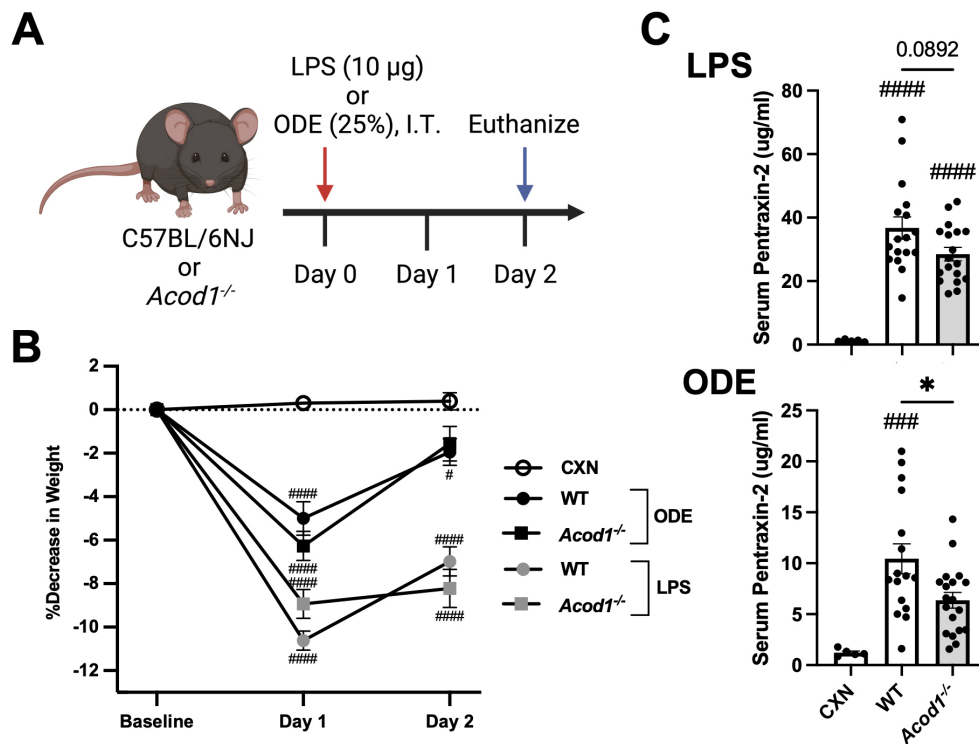 A
LPS (10 µg)
or
ODE (25%), I.T.
Euthanize
C57BL/6NJ
or
Acod1-/-
Day 0
Day 1
Day 2
B
%Decrease in Weight
2
0
-2
-4
-6
-8
-10
-12
####
####
####
####
#
####
####
Baseline
Day 1
Day 2
CXN
WT
Acod1-/-
ODE
WT
Acod1-/-
LPS
C
LPS
0.0892
####
####
Serum Pentraxin-2 (ug/ml)
80
60
40
20
0
ODE
*
###
Serum Pentraxin-2 (ug/ml)
25
20
15
10
5
0
CXN
WT
Acod1-/-